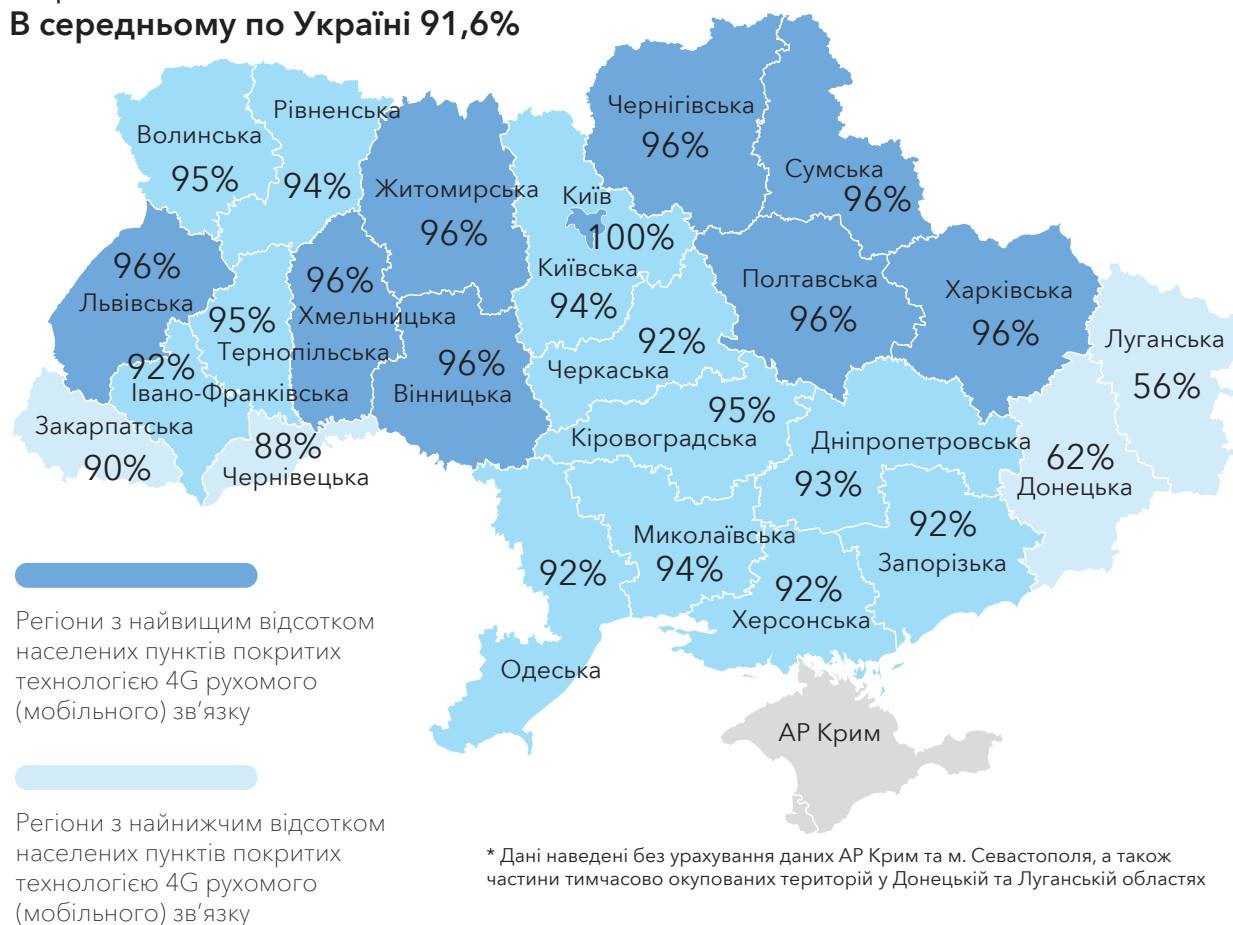 В середньому по Україні 91,6%
Волинська
95%
Рівненська
94%
Житомирська
96%
Київ
100%
Київська
94%
Чернігівська
96%
Сумська
96%
96%
Львівська
95%
Тернопільська
96%
Хмельницька
96%
Вінницька
92%
Черкаська
Полтавська
96%
Харківська
96%
Луганська
56%
92%
Івано-Франківська
Закарпатська
90%
88%
Чернівецька
95%
Кіровоградська
Дніпропетровська
93%
62%
Донецька
92%
Одеська
Миколаївська
94%
92%
Херсонська
92%
Запорізька
АР Крим
Регіони з найвищим відсотком
населених пунктів покритих
технологією 4G рухомого
(мобільного) зв’язку
Регіони з найнижчим відсотком
населених пунктів покритих
технологією 4G рухомого
(мобільного) зв’язку
* Дані наведені без урахування даних АР Крим та м. Севастополя, а також
частини тимчасово окупованих територій у Донецькій та Луганській областях